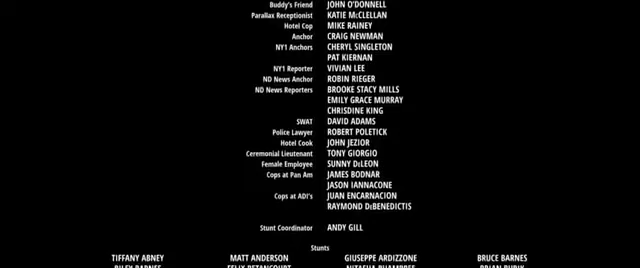 Buddy's Friend JOHN O'DONNELL
Parallax Receptionist KATIE McCLELLAN
Hotel Cop MIKE RAINEY
Anchor CRAIG NEWMAN
NY1 Anchors CHERYL SINGLETON
PAT KIERNAN
NY1 Reporter VIVIAN LEE
ND News Anchor ROBIN RIEGER
ND News Reporters BROOKE STACY MILLS
EMILY GRACE MURRAY
CHRISDINE KING
SWAT DAVID ADAMS
Police Lawyer ROBERT POLETICK
Hotel Cook JOHN JEZIOR
Ceremonial Lieutenant TONY GIORGIO
Female Employee SUNNY DeLEON
Cops at Pan Am JAMES BODNAR
JASON IANNACONE
Cops at ADI's JUAN ENCARNACION
RAYMOND DeBENEDICTIS
Stunt Coordinator ANDY GILL
Stunts
TIFFANY ABNEY MATT ANDERSON GIUSEPPE ARDIZZONE BRUCE BARNES